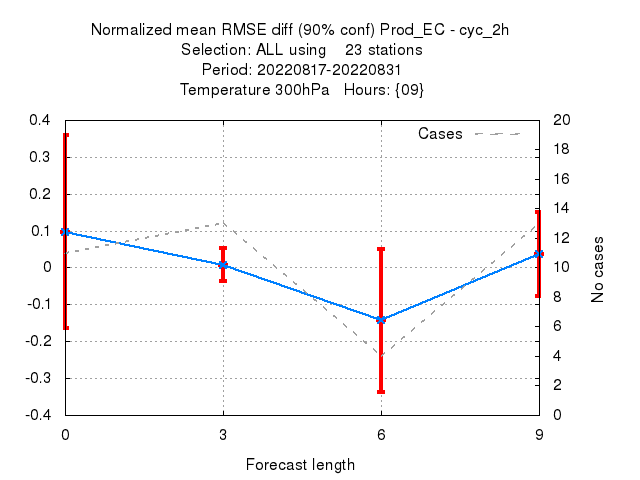 Normalized mean RMSE diff (90% conf) Prod_EC - cyc_2h
Selection: ALL using    23 stations
Period: 20220817-20220831
Temperature 300hPa   Hours: {09}
Cases
0.4
0.3
0.2
0.1
0
-0.1
-0.2
-0.3
-0.4
20
18
16
14
12
10
8
6
4
2
0
No cases
0 3 6 9
Forecast length